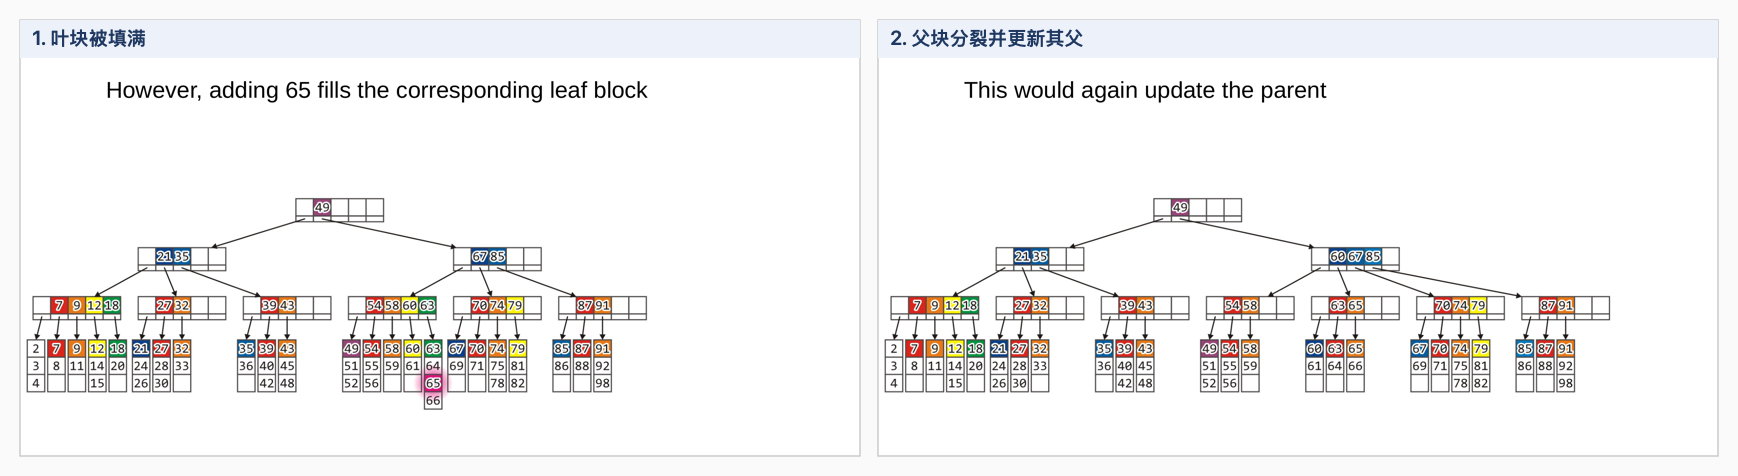 1. 叶块被填满
However, adding 65 fills the corresponding leaf block
49
21 35 67 85
7 9 12 18 27 32 39 43 54 58 60 63 70 74 79 87 91
2 7 9 12 18 21 27 32 35 39 43 49 54 58 60 63 67 70 74 79 85 87 91
3 8 11 14 20 24 28 33 36 40 45 51 55 59 61 64 69 71 75 81 86 88 92
4 15 26 30 42 48 52 56 65 78 82 98
66
2. 父块分裂并更新其父
This would again update the parent
49
21 35 60 67 85
7 9 12 18 27 32 39 43 54 58 63 65 70 74 79 87 91
2 7 9 12 18 21 27 32 35 39 43 49 54 58 60 63 65 67 70 74 79 85 87 91
3 8 11 14 20 24 28 33 36 40 45 51 55 59 61 64 66 69 71 75 81 86 88 92
4 15 26 30 42 48 52 56 78 82 98